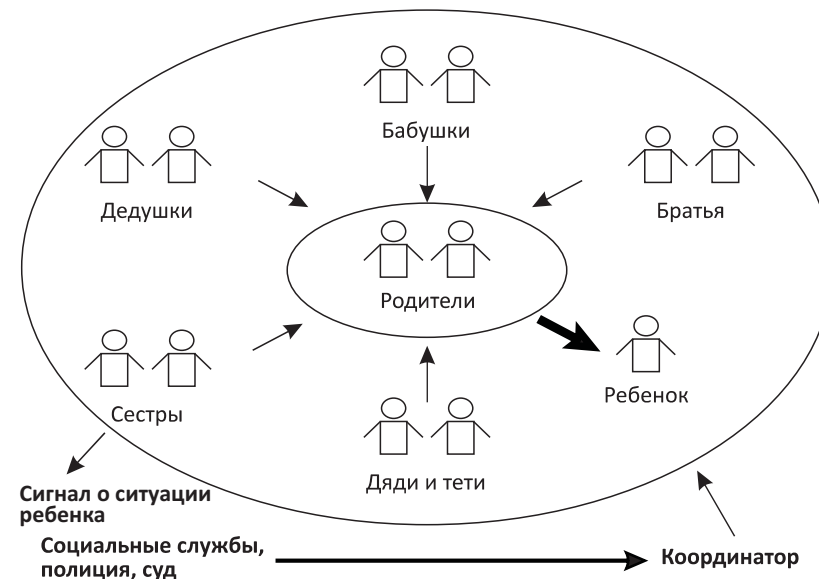 Бабушки
Дедушки
Братья
Родители
Ребенок
Сестры
Дяди и тети
Сигнал о ситуации
ребенка
Социальные службы,
полиция, суд
Координатор